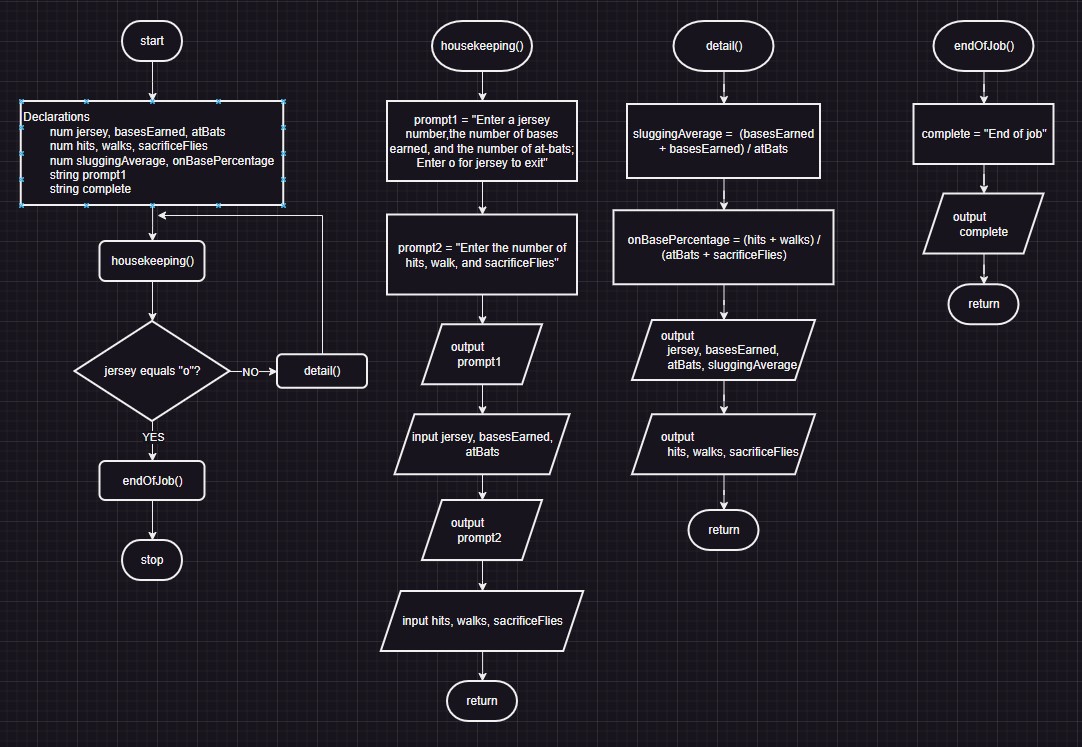 start
Declarations
num jersey, basesEarned, atBats
num hits, walks, sacrificeFlies
num sluggingAverage, onBasePercentage
string prompt1
string complete
housekeeping()
jersey equals "o"?
NO
detail()
YES
endOfJob()
stop
housekeeping()
prompt1 = "Enter a jersey
number,the number of bases
earned, and the number of at-bats;
Enter o for jersey to exit"
prompt2 = "Enter the number of
hits, walk, and sacrificeFlies"
output
prompt1
input jersey, basesEarned,
atBats
output
prompt2
input hits, walks, sacrificeFlies
return
detail()
sluggingAverage = (basesEarned
+ basesEarned) / atBats
onBasePercentage = (hits + walks) /
(atBats + sacrificeFlies)
output
jersey, basesEarned,
atBats, sluggingAverage
output
hits, walks, sacrificeFlies
return
endOfJob()
complete = "End of job"
output
complete
return